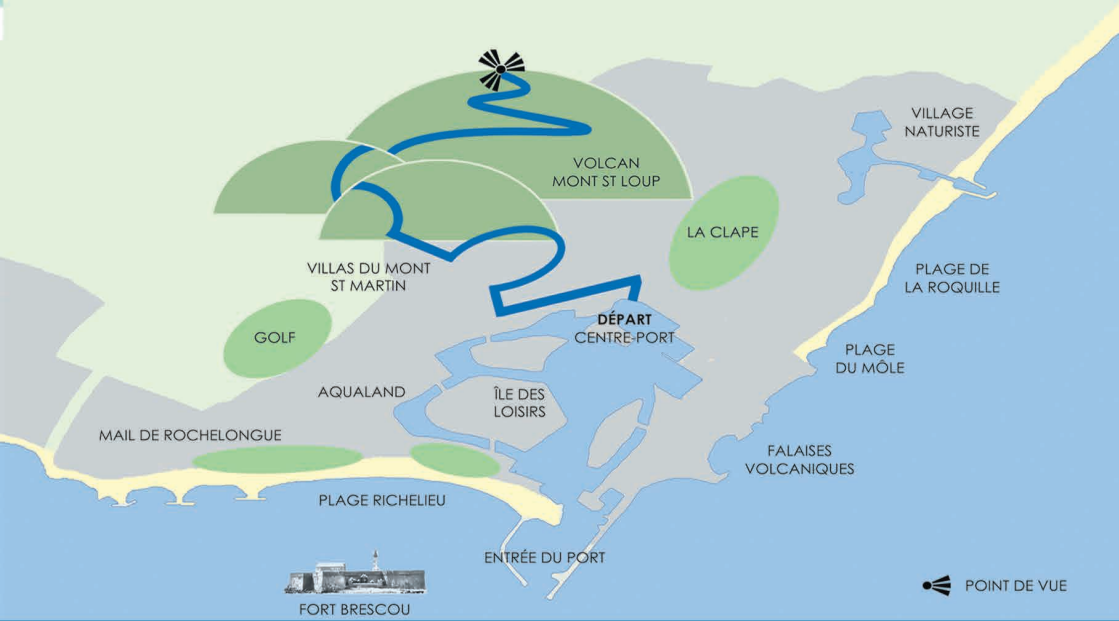 VILLAGE
NATURISTE
VOLCAN
MONT ST LOUP
LA CLAPE
VILLAS DU MONT
ST MARTIN
PLAGE DE
LA ROQUILLE
DÉPART
CENTRE-PORT
GOLF
PLAGE
DU MÔLE
AQUALAND
ÎLE DES
LOISIRS
MAIL DE ROCHELONGUE
FALAISES
VOLCANIQUES
PLAGE RICHELIEU
ENTRÉE DU PORT
POINT DE VUE
FORT BRESCOU